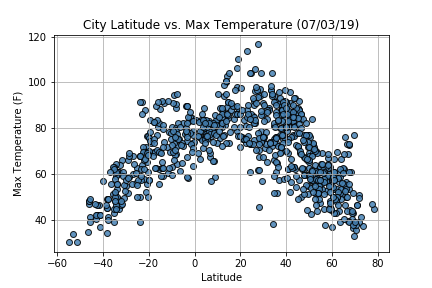 City Latitude vs. Max Temperature (07/03/19)
120
100
80
60
40
Max Temperature (F)
−60 −40 −20 0 20 40 60 80
Latitude